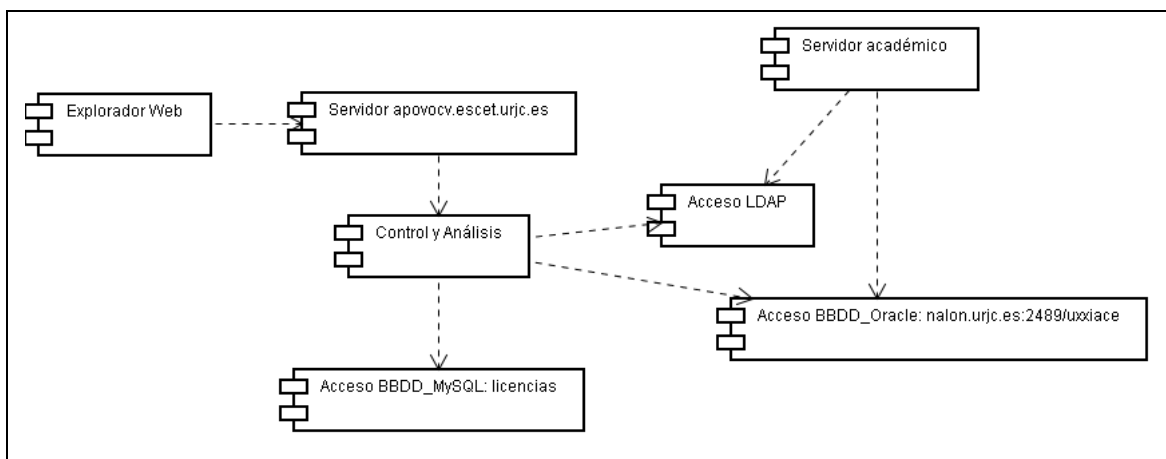 Servidor académico
Explorador Web
Servidor apovocv.escet.urjc.es
Acceso LDAP
Control y Análisis
Acceso BBDD_Oracle: nalon.urjc.es:2489/uxxiace
Acceso BBDD_MySQL: licencias